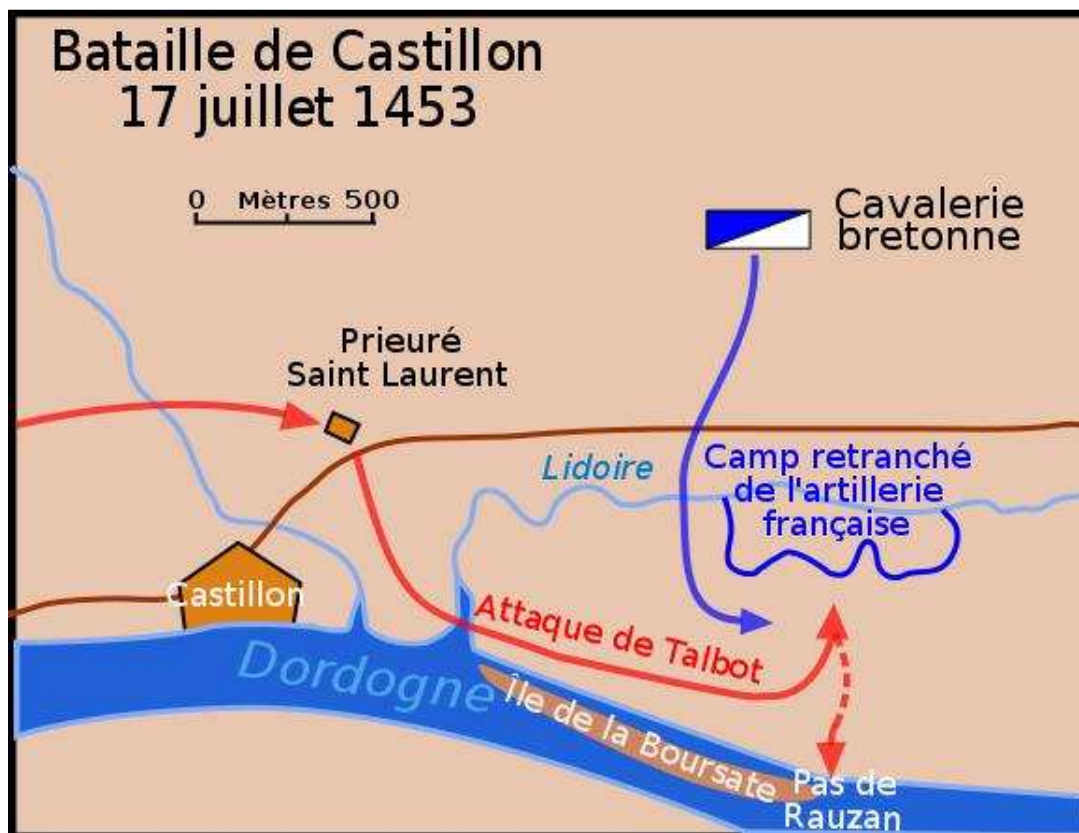 Bataille de Castillon
17 juillet 1453
0 Mètres 500
Cavalerie
bretonne
Prieuré
Saint Laurent
Lidoire
Camp retranché
de l'artillerie
française
Castillon
Attaque de Talbot
Dordogne
Île de la Boursate
Pas de
Rauzan